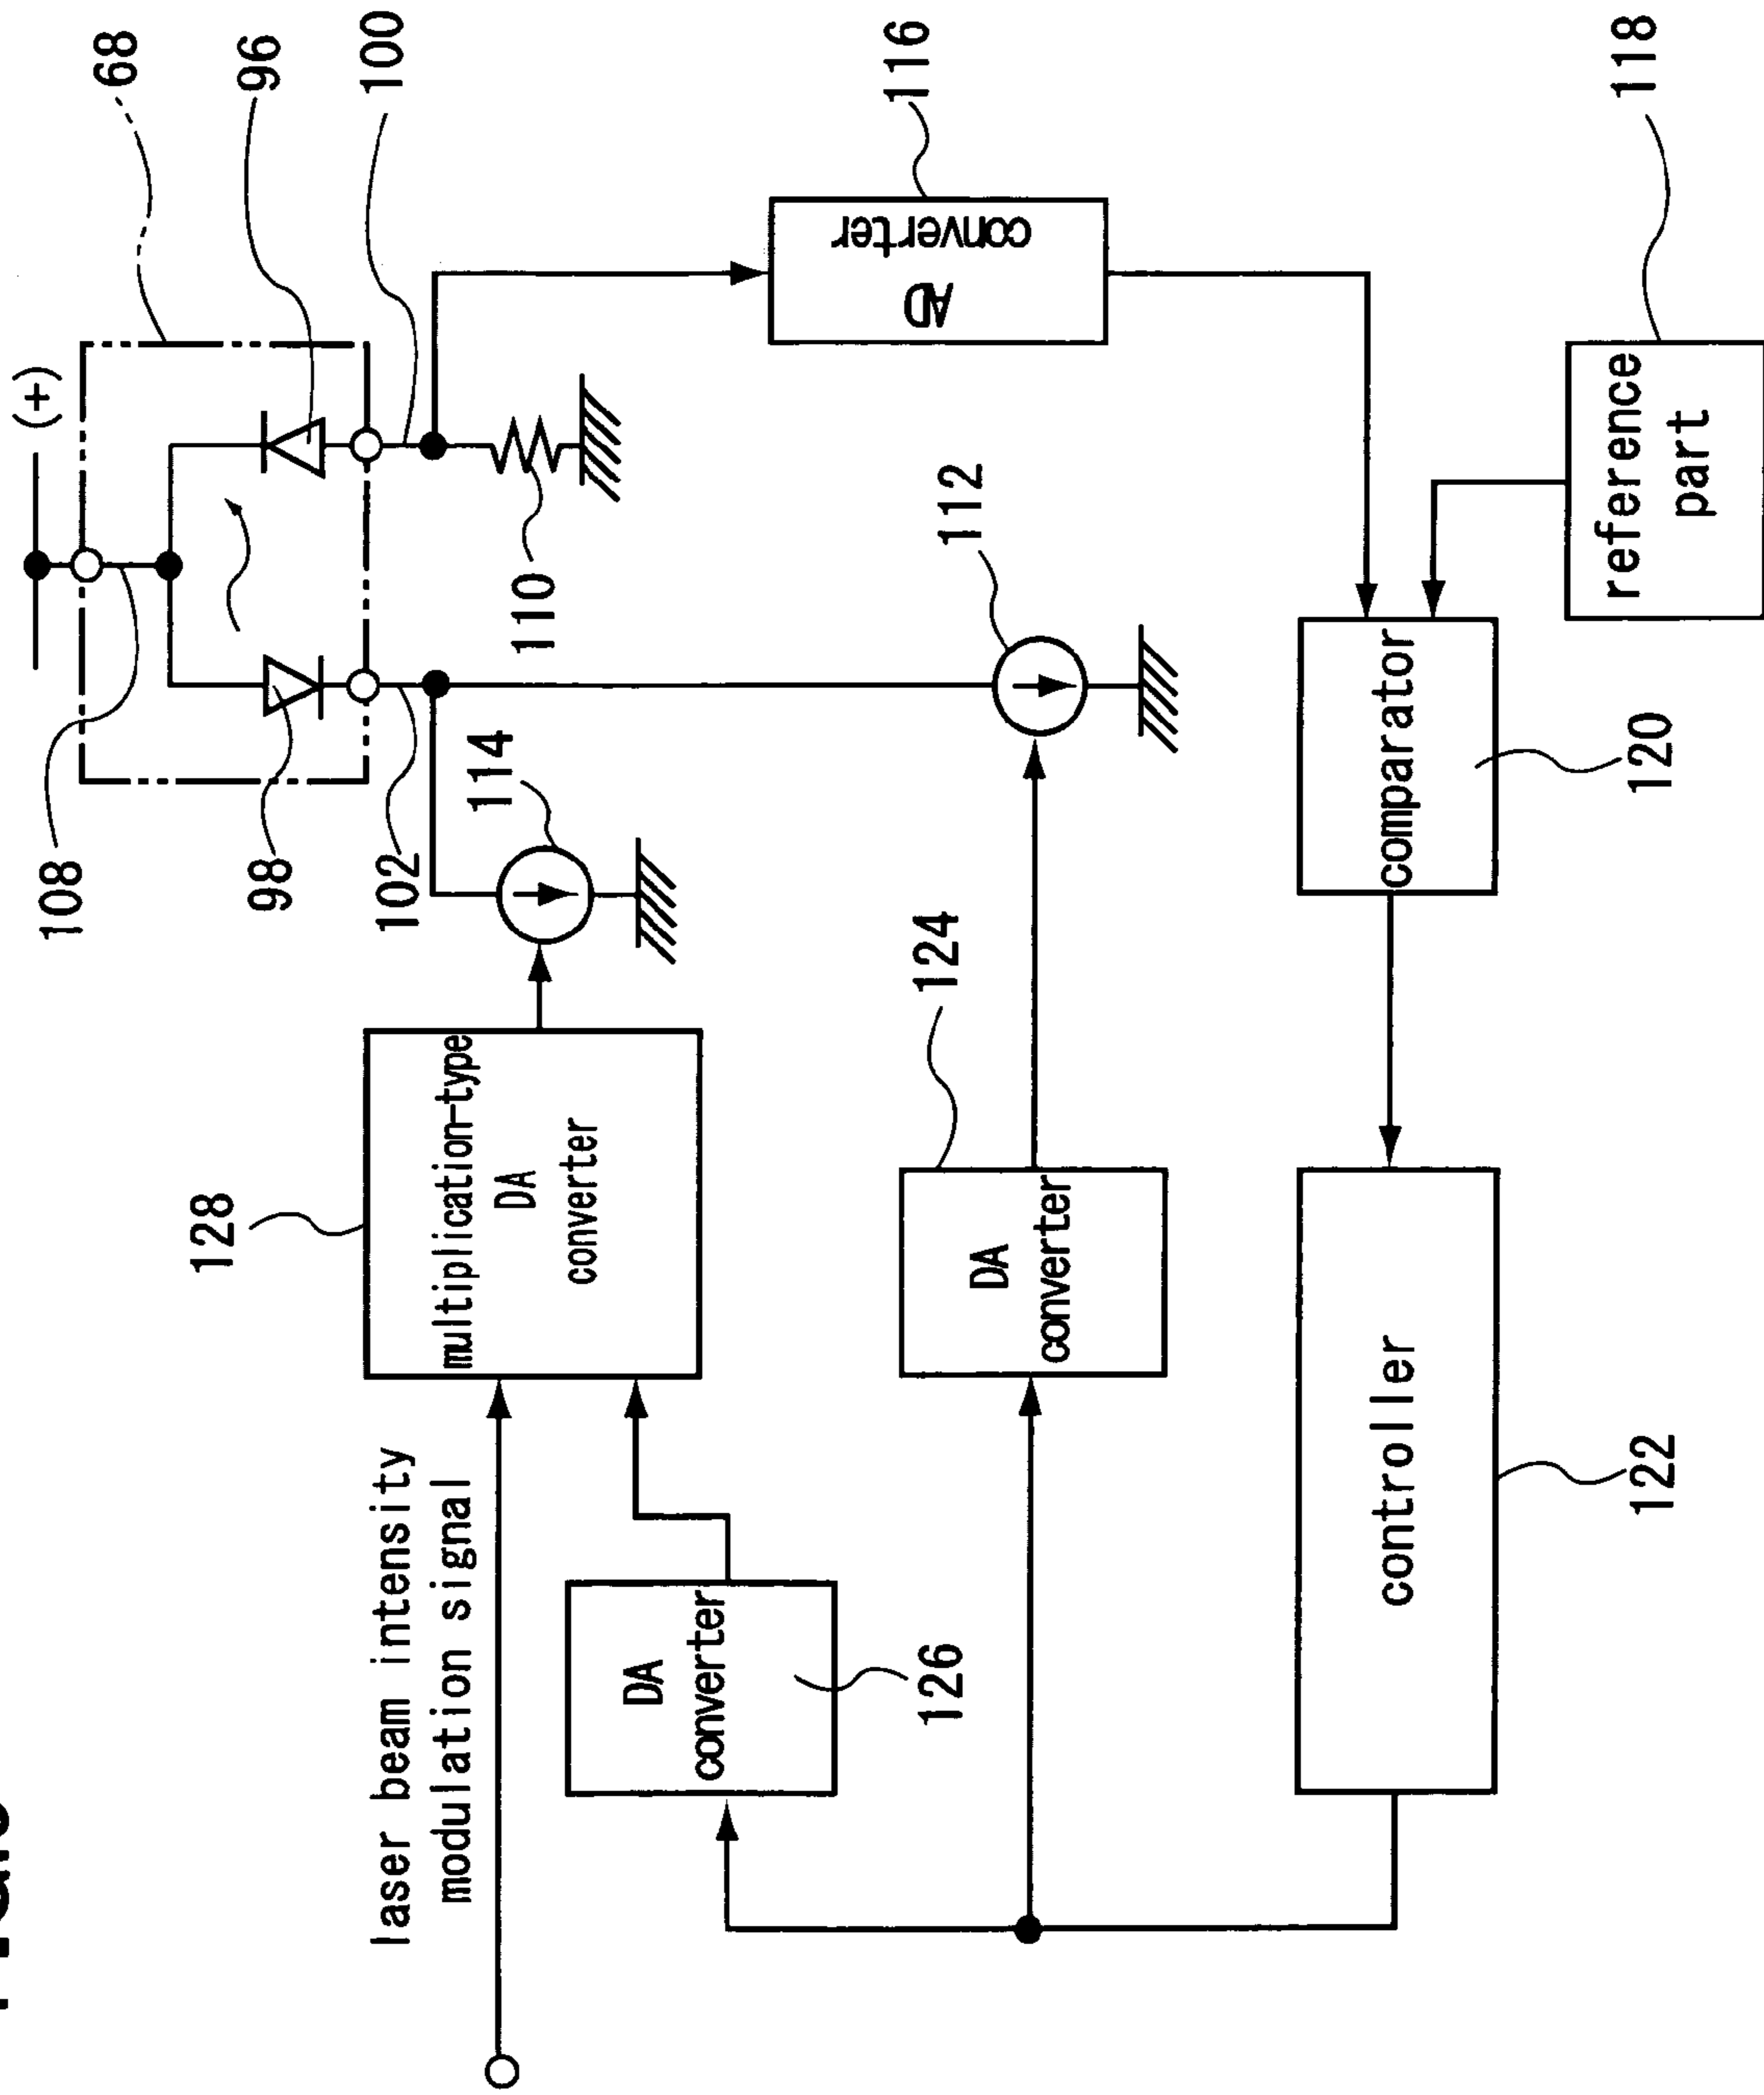 108
(+)
68
98
96
102
100
114
110
112
116
AD
converter
118
reference
part
128
multiplication-type
DA
converter
laser beam intensity
modulation signal
124
DA
converter
126
DA
converter
comparator
120
controller
122